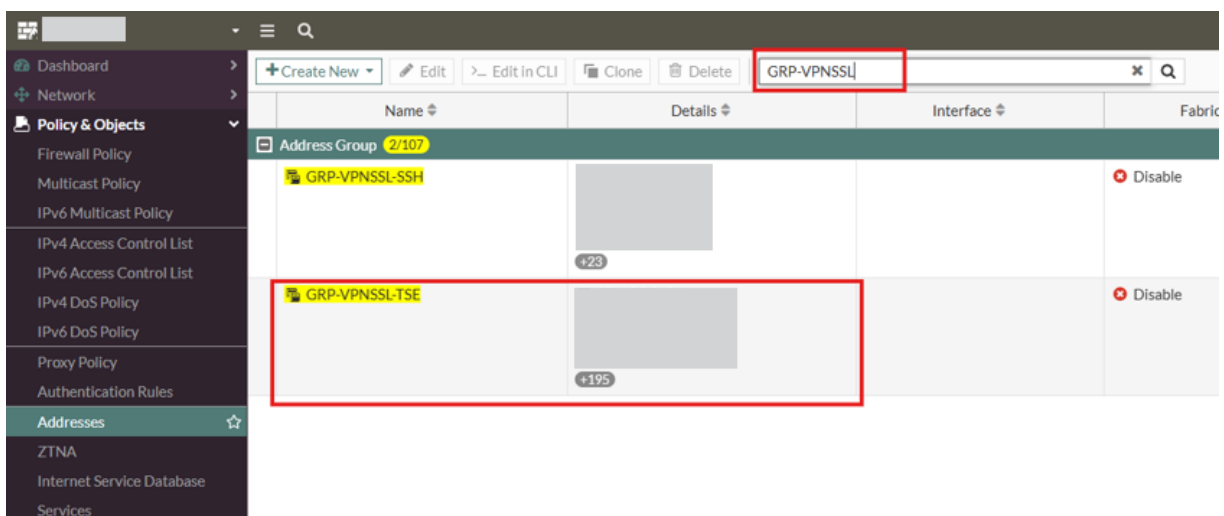 Dashboard
Network
Policy & Objects
Firewall Policy
Multicast Policy
IPv6 Multicast Policy
IPv4 Access Control List
IPv6 Access Control List
IPv4 DoS Policy
IPv6 DoS Policy
Proxy Policy
Authentication Rules
Addresses
ZTNA
Internet Service Database
Services
+Create New Edit >_ Edit in CLI Clone Delete GRP-VPNSSL
Name Details Interface Fabric
Address Group 2/107
GRP-VPNSSL-SSH Disable
+23
GRP-VPNSSL-TSE Disable
+195